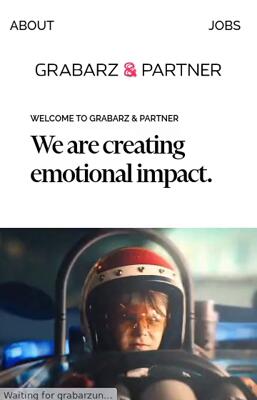 ABOUT JOBS
GRABARZ & PARTNER
WELCOME TO GRABARZ & PARTNER
We are creating
emotional impact.
Waiting for grabarzun...